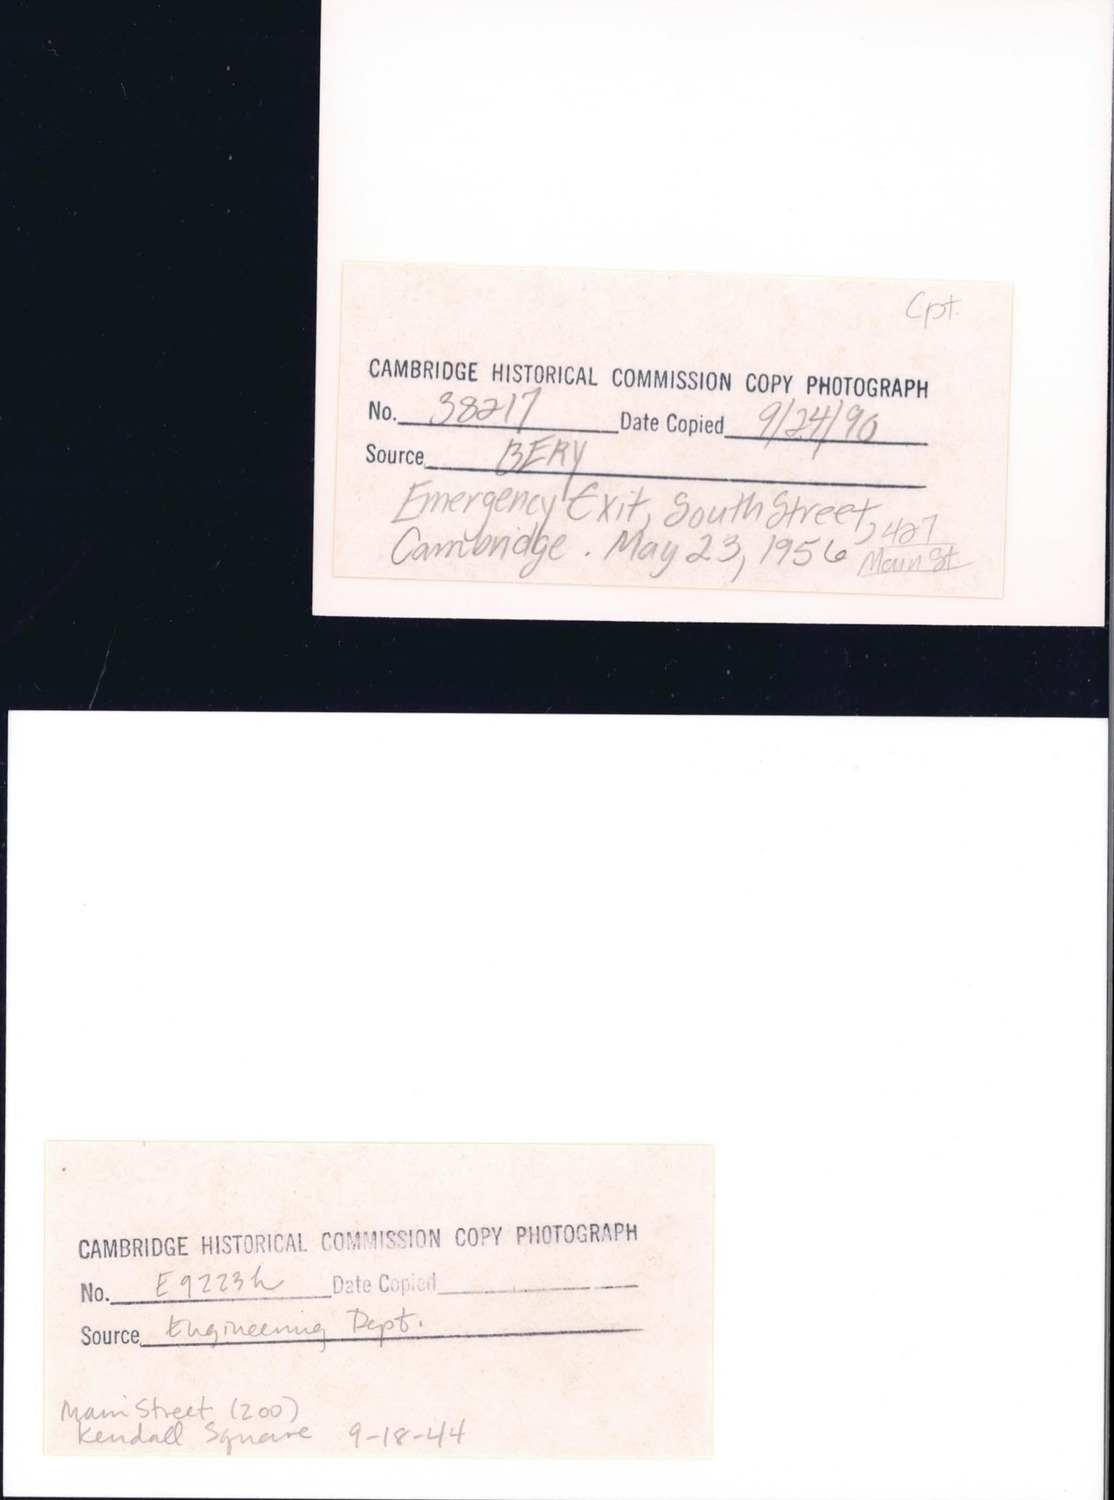 Cpt.
CAMBRIDGE HISTORICAL COMMISSION COPY PHOTOGRAPH
No. 38217 Date Copied 9/24/90
Source BERY
Emergency Exit, South Street, 427
Cambridge. May 23, 1956 Main St
CAMBRIDGE HISTORICAL COMMISSION COPY PHOTOGRAPH
No. E9223h Date Copied
Source Engineering Dept.
Main Street (200)
Kendall Square 9-18-44